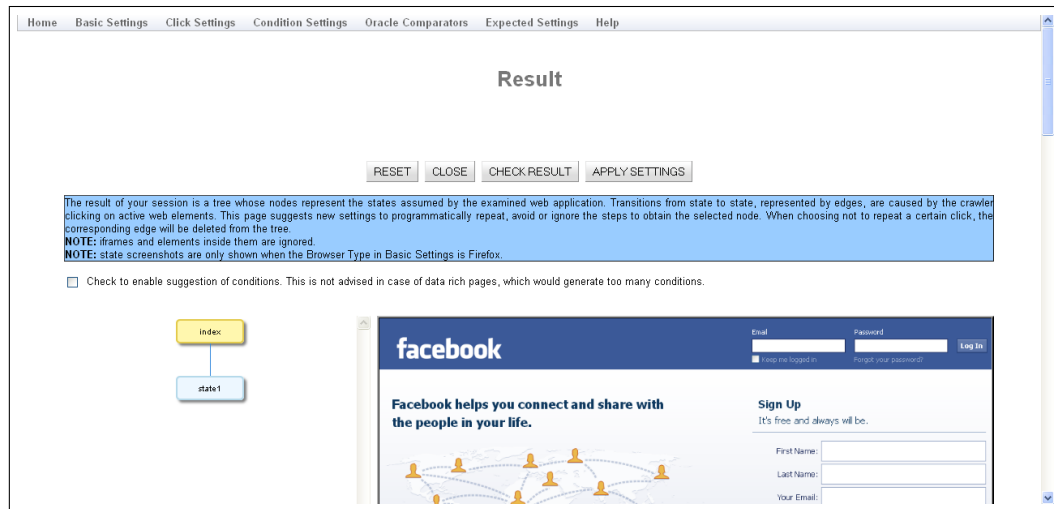 Home Basic Settings Click Settings Condition Settings Oracle Comparators Expected Settings Help
Result
RESET CLOSE CHECK RESULT APPLY SETTINGS
The result of your session is a tree whose nodes represent the states assumed by the examined web application. Transitions from state to state, represented by edges, are caused by the crawler
clicking on active web elements. This page suggests new settings to programmatically repeat, avoid or ignore the steps to obtain the selected node. When choosing not to repeat a certain click, the
corresponding edge will be deleted from the tree.
NOTE: iframes and elements inside them are ignored.
NOTE: state screenshots are only shown when the Browser Type in Basic Settings is Firefox.
Check to enable suggestion of conditions. This is not advised in case of data rich pages, which would generate too many conditions.
index
state1
facebook
Email
Password
Log In
Keep me logged in
Forgot your password?
Facebook helps you connect and share with
the people in your life.
Sign Up
It's free and always will be.
First Name:
Last Name:
Your Email: